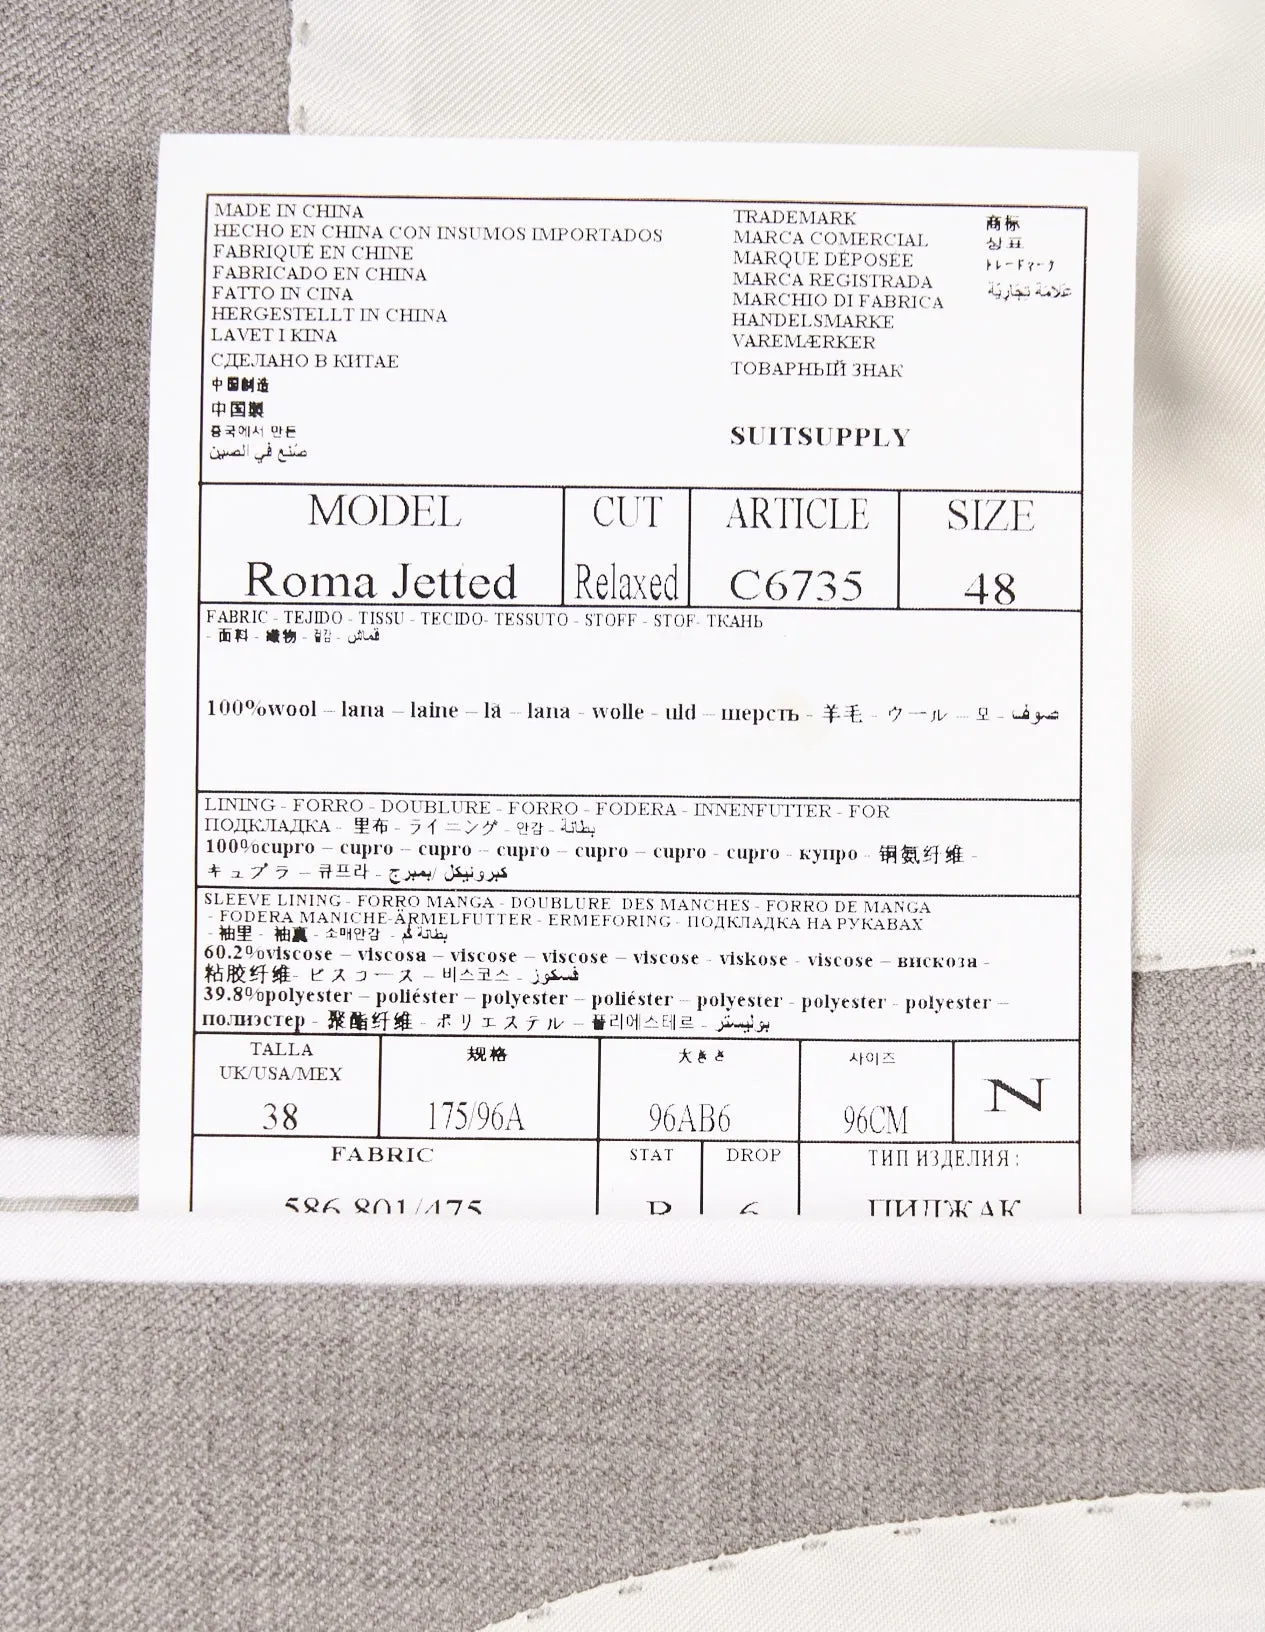 MADE IN CHINA
HECHO EN CHINA CON INSUMOS IMPORTADOS
FABRIQUÉ EN CHINE
FABRICADO EN CHINA
FATTO IN CINA
HERGESTELLT IN CHINA
LAVET I KINA
СДЕЛАНО В КИТАЕ
中国制造
中国製
중국에서 만든
صنع في الصين
TRADEMARK
MARCA COMERCIAL
MARQUE DÉPOSÉE
MARCA REGISTRADA
MARCHIO DI FABRICA
HANDELSMARKE
VAREMÆRKER
ТОВАРНЫЙ ЗНАК
商标
상표
トレードマーク
عَلامَة تِجَارِيَّة
SUITSUPPLY
MODEL
Roma Jetted
CUT
Relaxed
ARTICLE
C6735
SIZE
48
FABRIC - TEJIDO - TISSU - TECIDO- TESSUTO - STOFF - STOF- ТКАНЬ
- 面料 - 織物 - 겉감 - قماش
100%wool – lana – laine – lã – lana - wolle - uld – шерсть - 羊毛 - ウール - 모 - صوف
LINING - FORRO - DOUBLURE - FORRO - FODERA - INNENFUTTER - FOR
ПОДКЛАДКА - 里布 - ライニング - 안감 - بطانة
100%cupro – cupro – cupro – cupro – cupro – cupro - cupro - купро - 铜氨纤维 -
キュプラ – 큐프라 - كبرونيكل /بمبرج
SLEEVE LINING - FORRO MANGA - DOUBLURE DES MANCHES - FORRO DE MANGA
- FODERA MANICHE-ÄRMELFUTTER - ERMEFORING - ПОДКЛАДКА НА РУКАВАХ
- 袖里 - 袖裏 - 소매안감 - بطانة كم
60.2%viscose – viscosa – viscose – viscose – viscose - viskose - viscose – вискоза -
粘胶纤维- ビスコース – 비스코스 - فسكوز
39.8%polyester – poliéster – polyester – poliéster – polyester - polyester - polyester –
полиэстер - 聚酯纤维 - ポリエステル – 폴리에스테르 - بوليستر
TALLA
UK/USA/MEX
38
规格
175/96A
大きさ
96AB6
사이즈
96CM
N
FABRIC
586.801/475
STAT
DROP
6
ТИП ИЗДЕЛИЯ:
ПИДЖАК